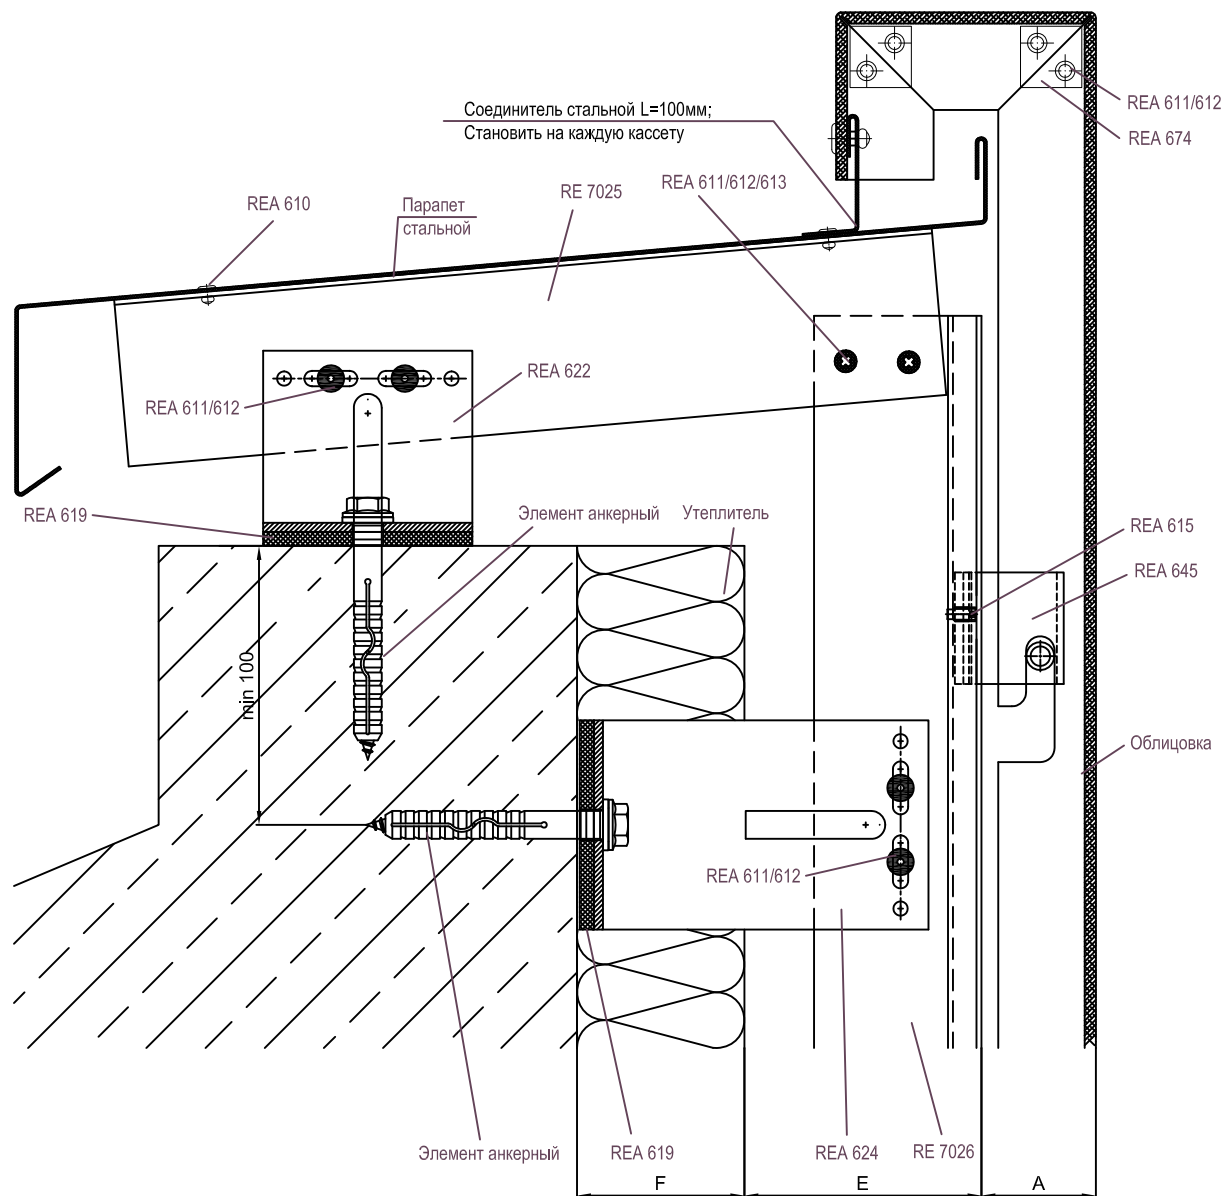 REA 611/612
Соединитель стальной L=100мм;
Становить на каждую кассету
REA 674
REA 611/612/613
RE 7025
REA 610
Парапет
стальной
REA 622
REA 611/612
REA 619
Элемент анкерный
Утеплитель
REA 615
REA 645
min 100
Облицовка
REA 611/612
Элемент анкерный
REA 619
REA 624
RE 7026
F
E
A